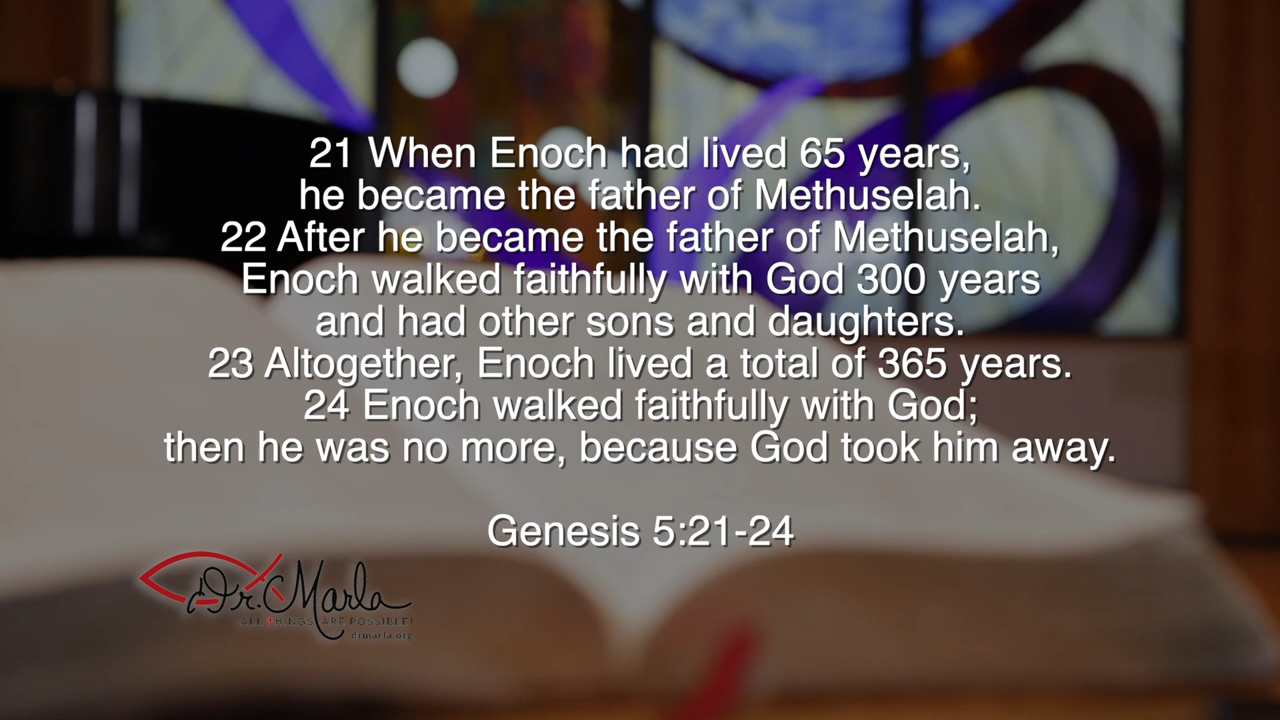 21 When Enoch had lived 65 years,
he became the father of Methuselah.
22 After he became the father of Methuselah,
Enoch walked faithfully with God 300 years
and had other sons and daughters.
23 Altogether, Enoch lived a total of 365 years.
24 Enoch walked faithfully with God;
then he was no more, because God took him away.
Genesis 5:21-24
Dr. Marla
ALL THINGS ARE POSSIBLE!
drmarla.org